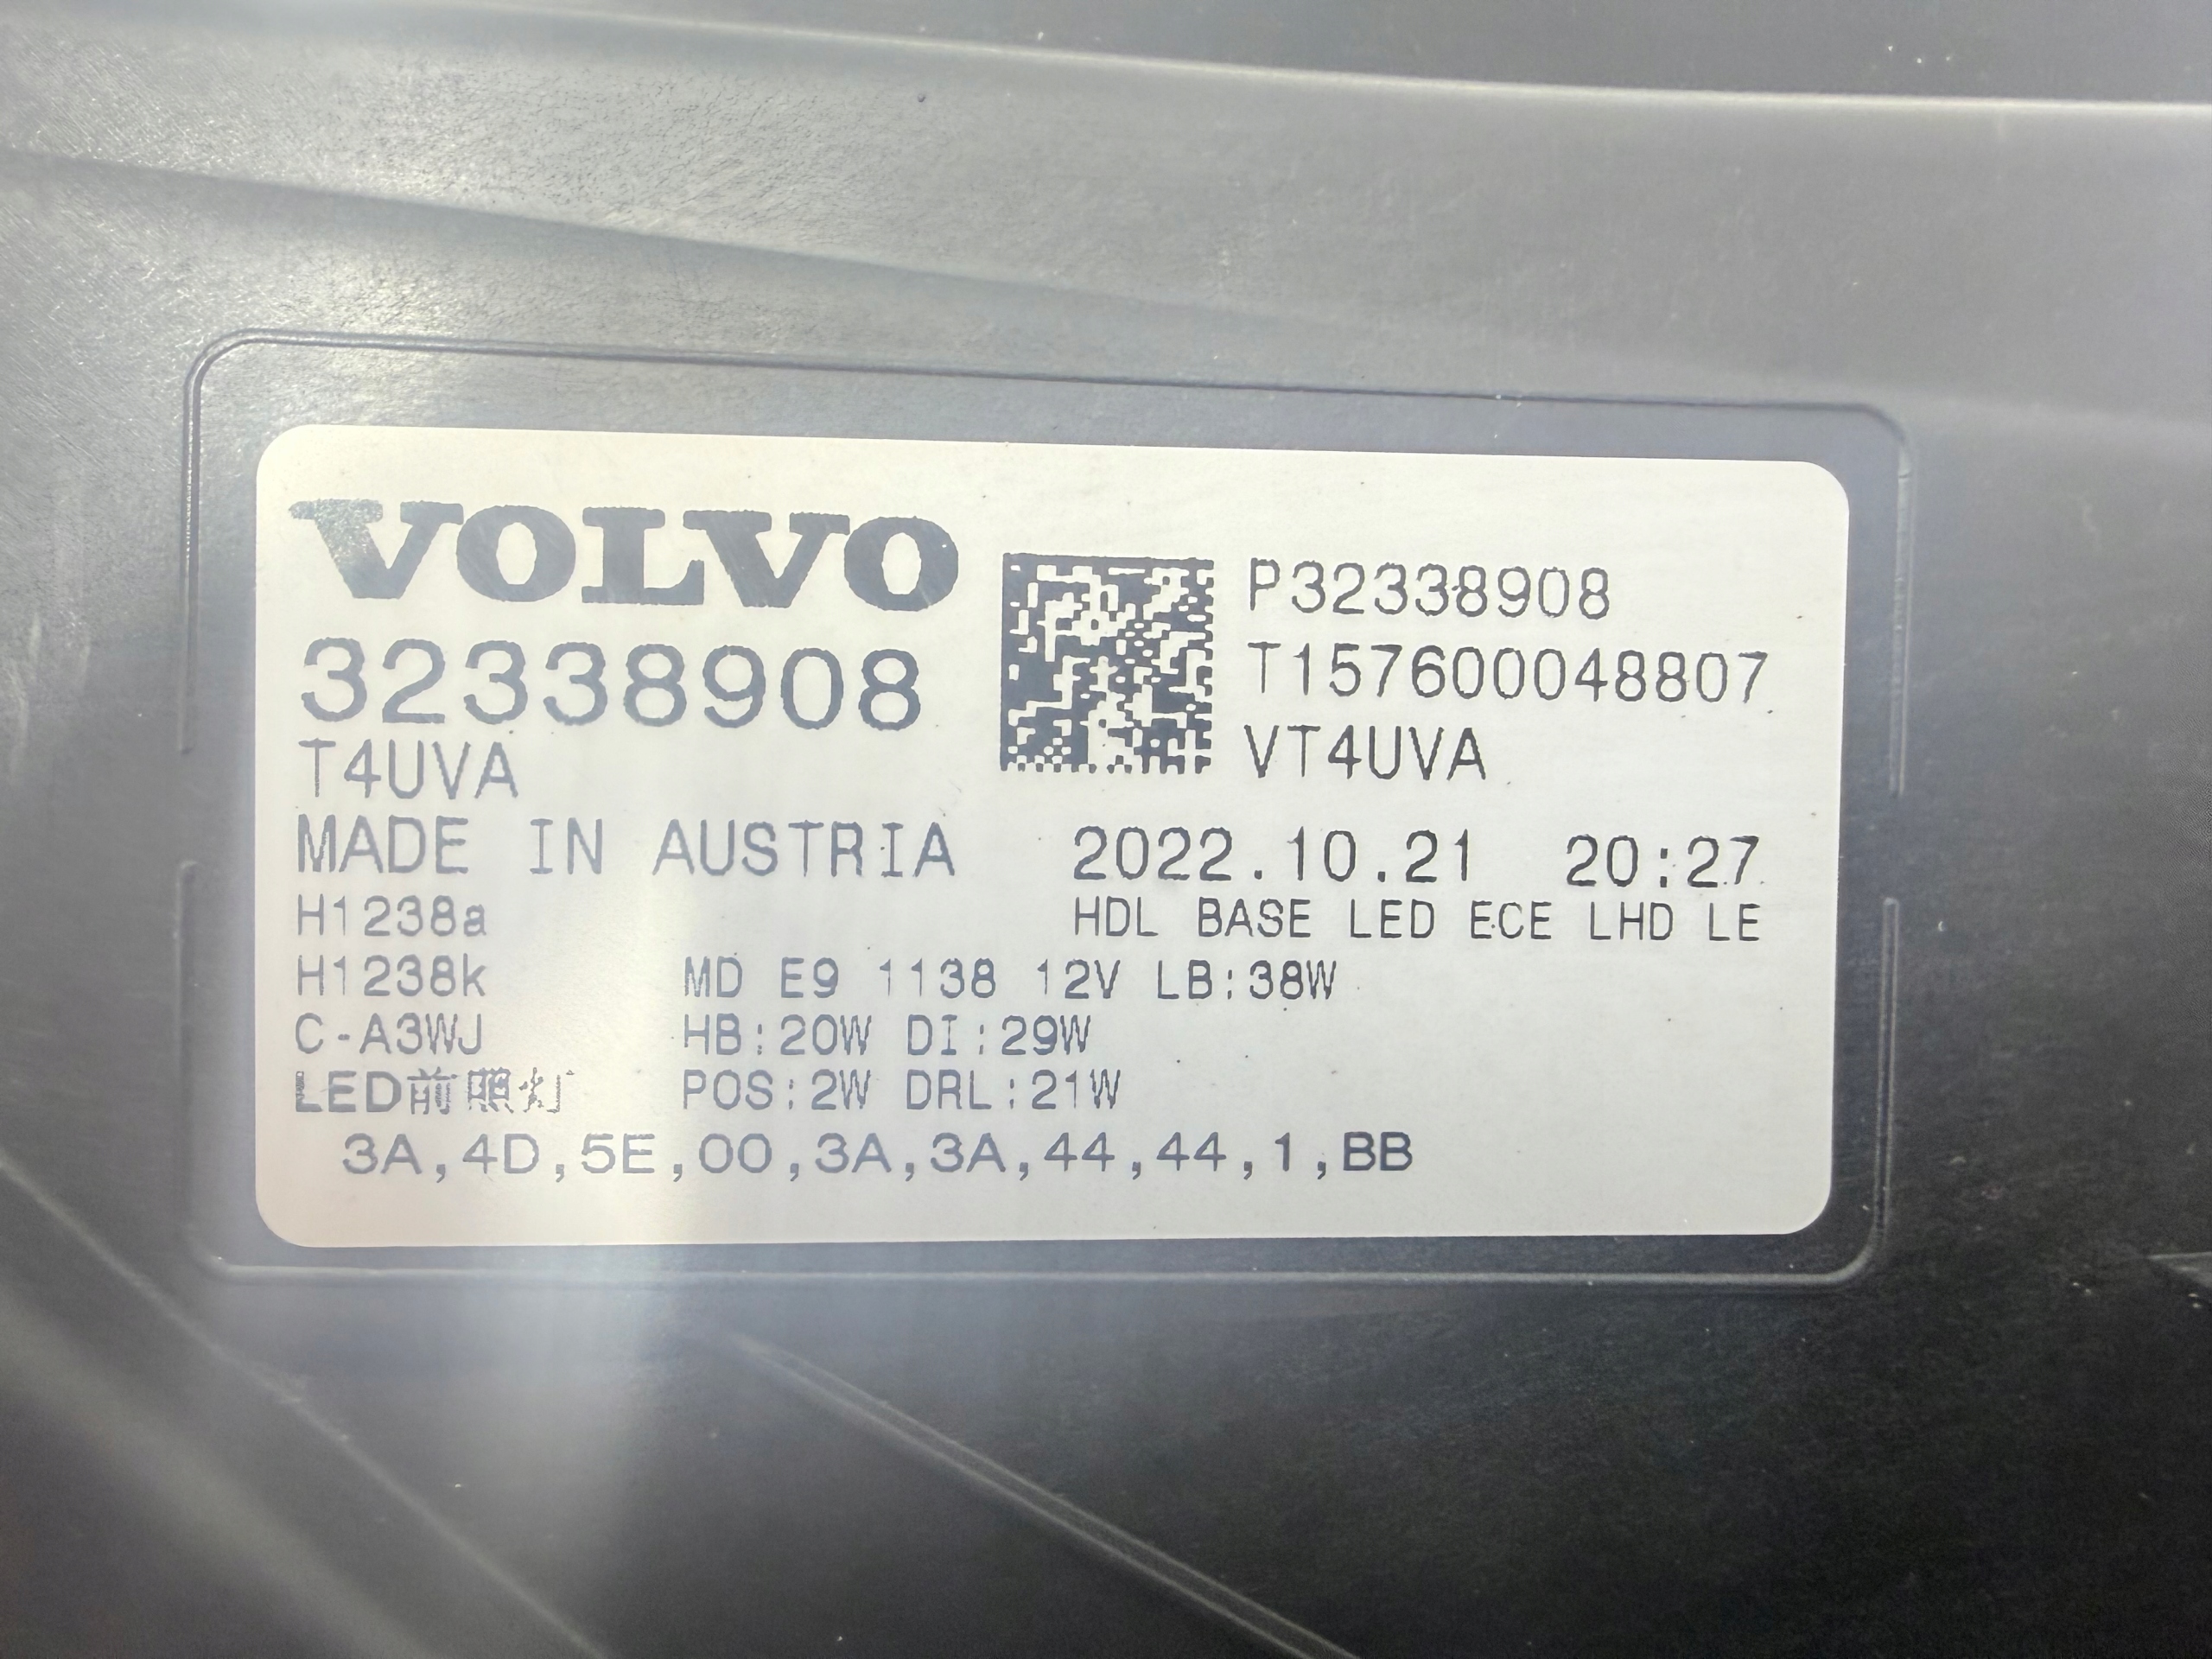 VOLVO
32338908
T4UVA
P32338908
T157600048807
VT4UVA
MADE IN AUSTRIA 2022.10.21 20:27
H1238a HDL BASE LED ECE LHD LE
H1238k MD E9 1138 12V LB:38W
C-A3WJ HB:20W DI:29W
LED前照灯 POS:2W DRL:21W
3A,4D,5E,00,3A,3A,44,44,1,BB